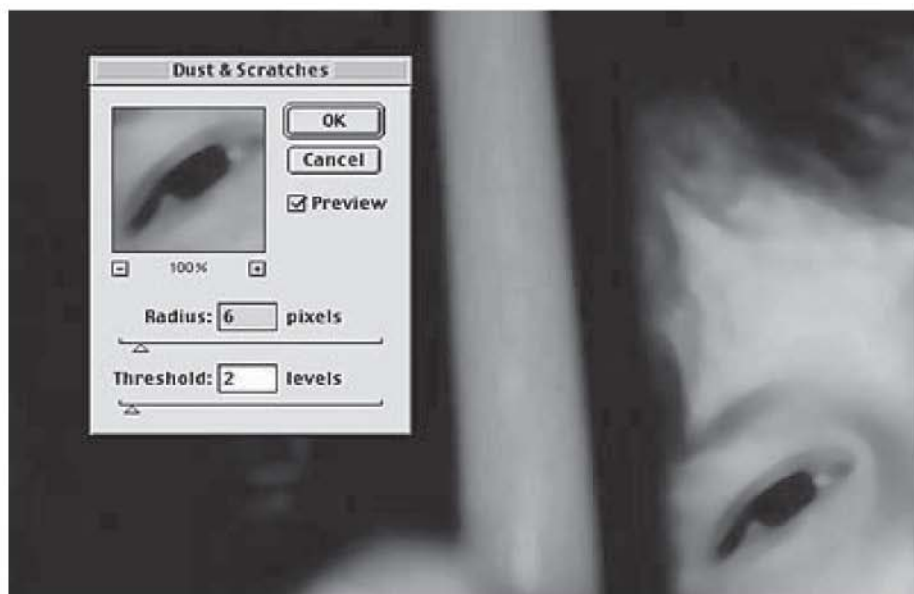 Dust & Scratches
OK
Cancel
Preview
100%
Radius: 6 pixels
Threshold: 2 levels